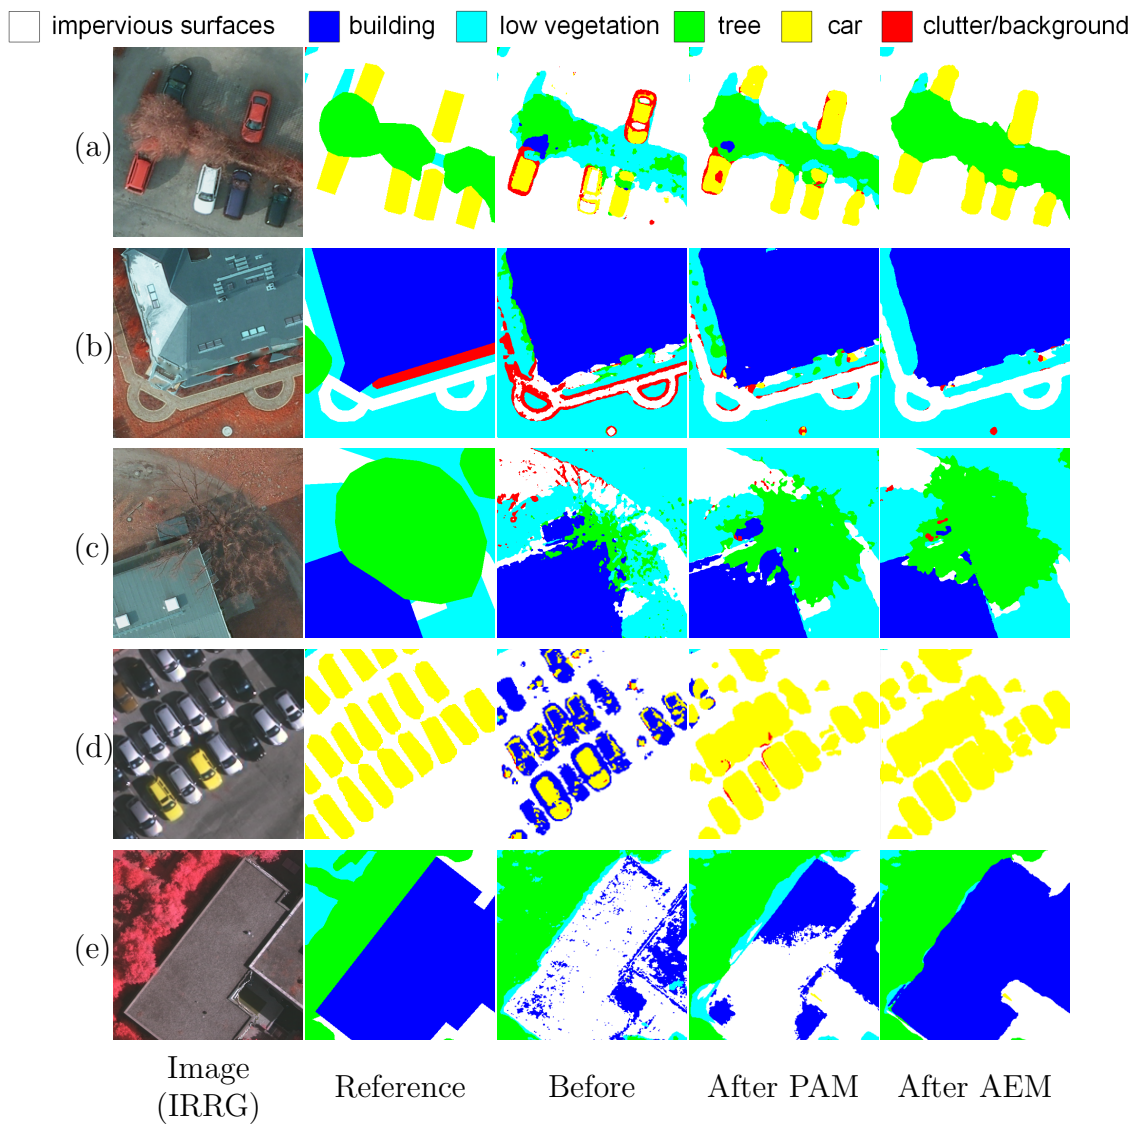 impervious surfaces building low vegetation tree car clutter/background
(a)
(b)
(c)
(d)
(e)
Image
(IRRG)
Reference
Before
After PAM
After AEM